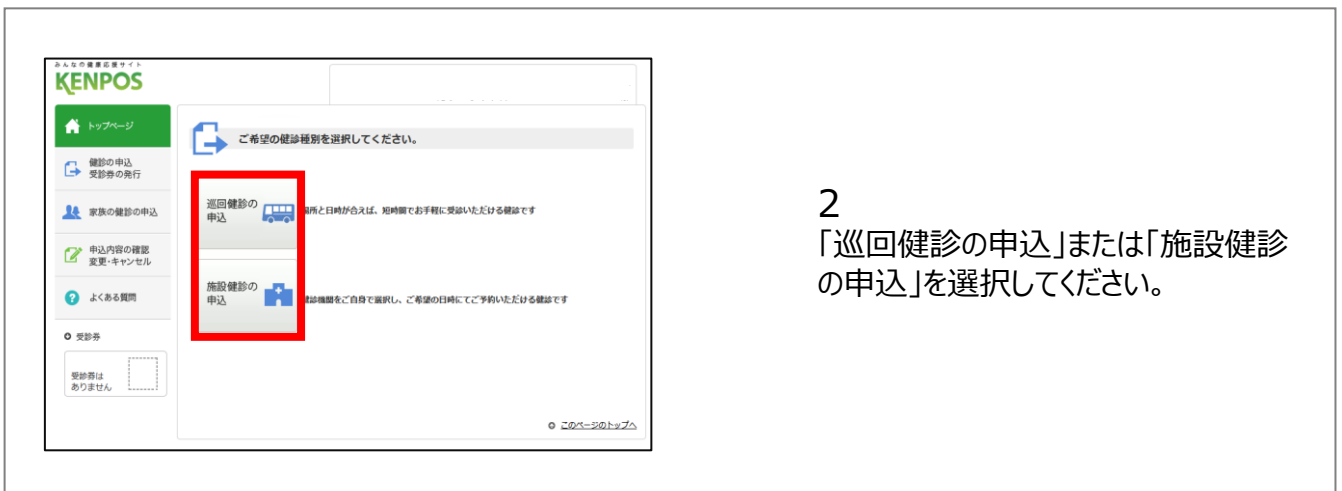 みんなの健康応援サイト
KENPOS
トップページ
健診の申込
受診券の発行
家族の健診の申込
申込内容の確認
変更・キャンセル
よくある質問
受診券
受診券は
ありません
ご希望の健診種別を選択してください。
巡回健診の
申込
所と日時が合えば、短時間でお手軽に受診いただける健診です
施設健診の
申込
健診機関をご自身で選択し、ご希望の日時にてご予約いただける健診です
このページのトップへ
2
「巡回健診の申込」または「施設健診
の申込」を選択してください。